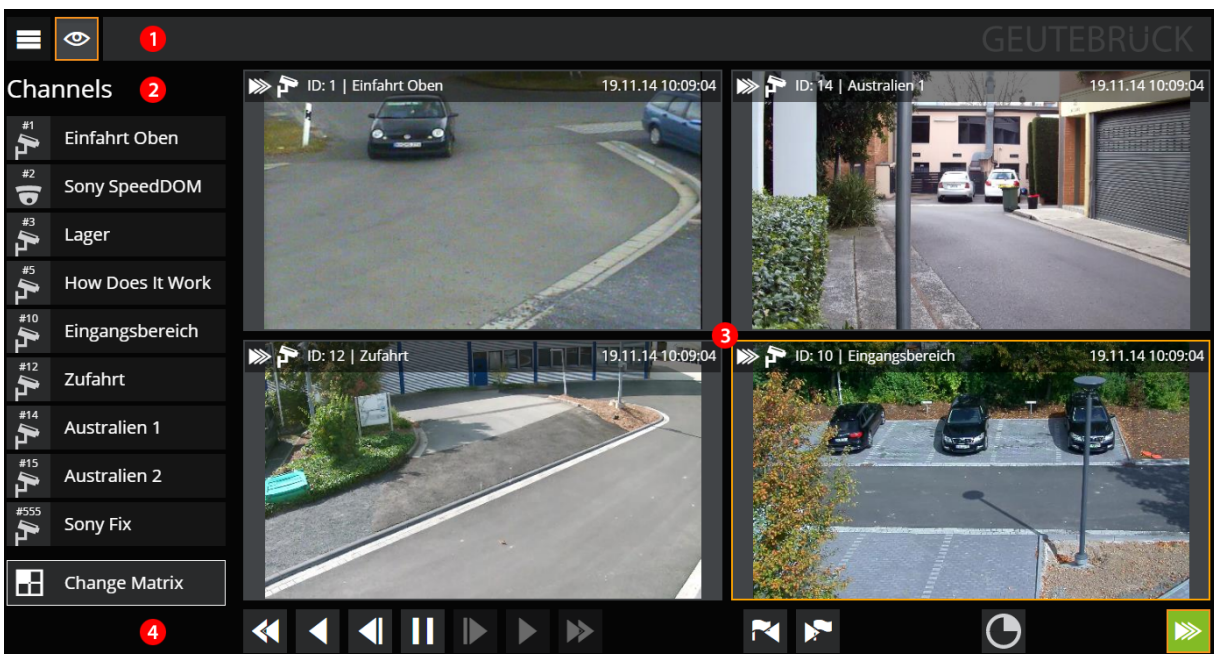 1
GEUTEBRÜCK
Channels
2
#1
Einfahrt Oben
#2
Sony SpeedDOM
#3
Lager
#5
How Does It Work
#10
Eingangsbereich
#12
Zufahrt
#14
Australien 1
#15
Australien 2
#555
Sony Fix
Change Matrix
4
ID: 1 | Einfahrt Oben
19.11.14 10:09:04
ID: 14 | Australien 1
19.11.14 10:09:04
3
ID: 12 | Zufahrt
19.11.14 10:09:04
ID: 10 | Eingangsbereich
19.11.14 10:09:04